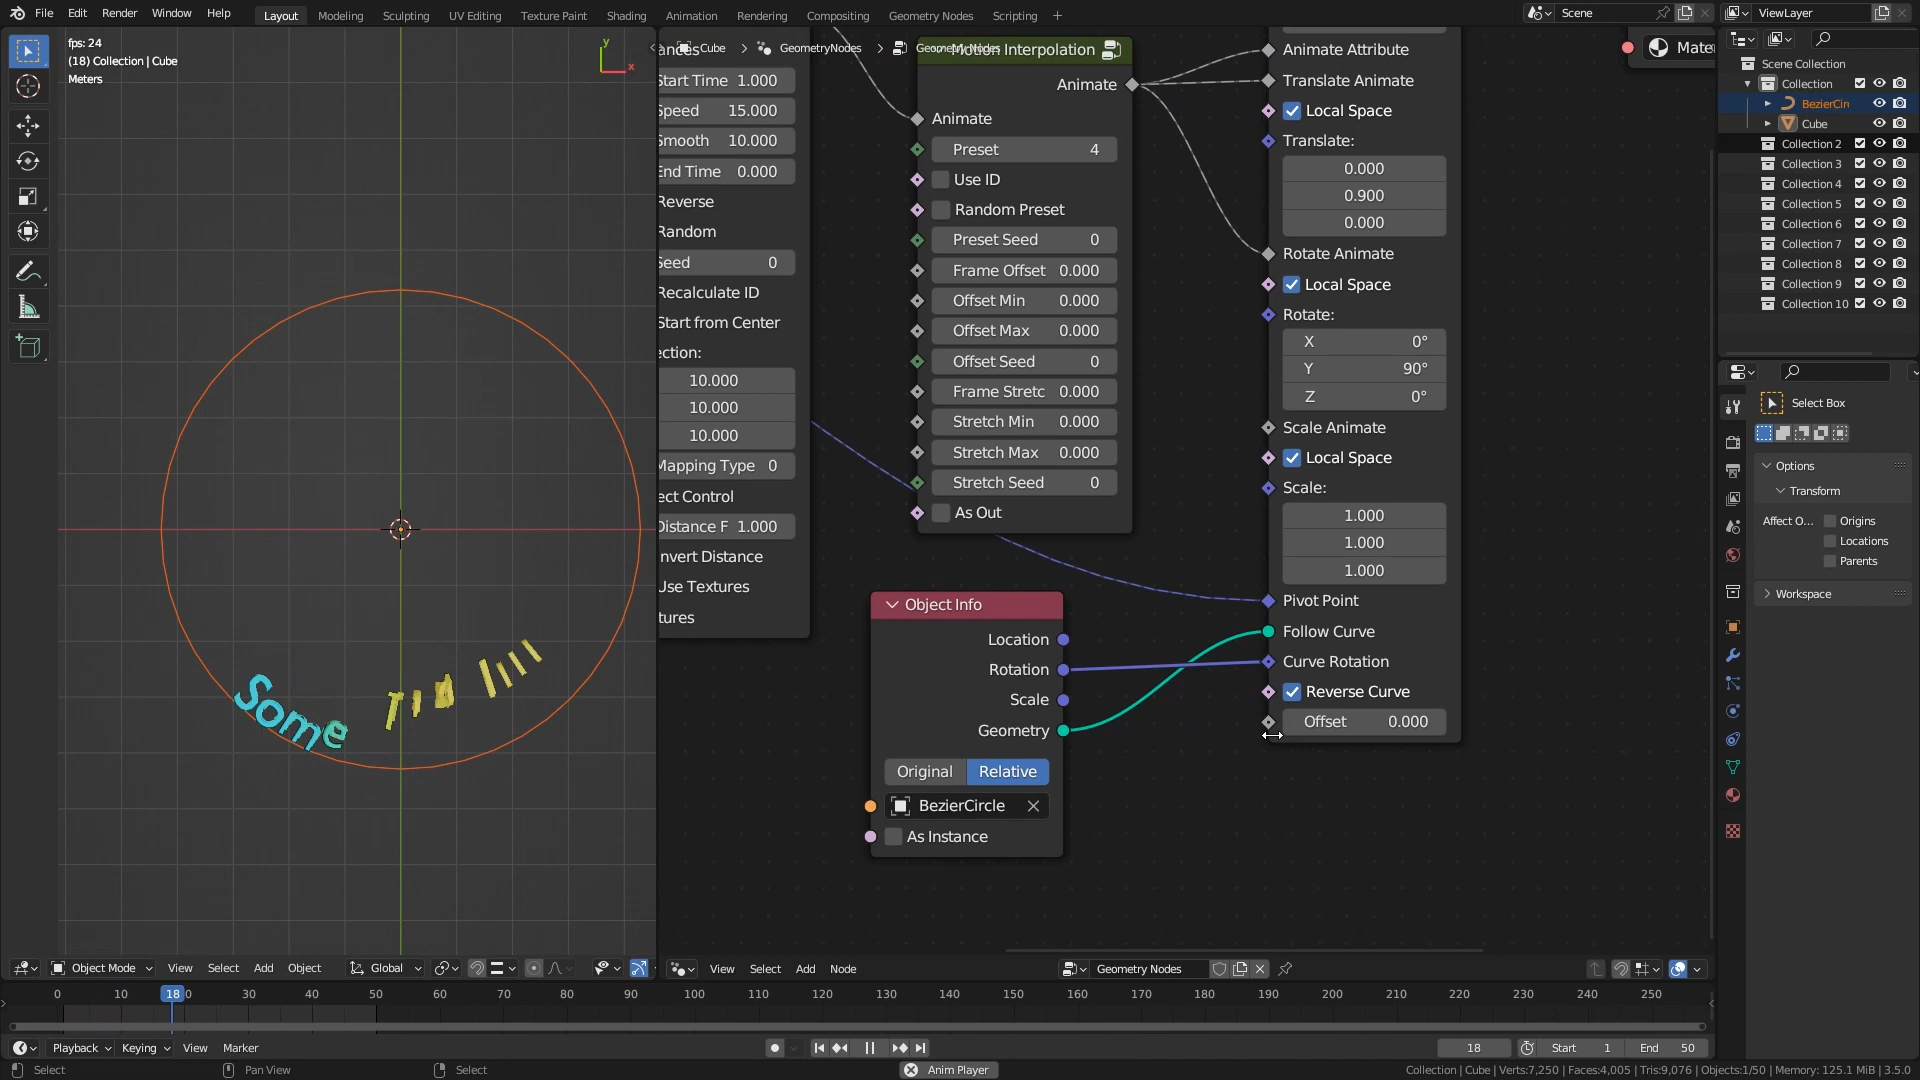 File Edit Render Window Help Layout Modeling Sculpting UV Editing Texture Paint Shading Animation Rendering Compositing Geometry Nodes Scripting + Scene ViewLayer
fps: 24
(18) Collection | Cube
Meters
y
x
Cube > GeometryNodes > Geometry Nodes
Start Time 1.000
Speed 15.000
Smooth 10.000
End Time 0.000
Reverse
Random
Seed 0
Recalculate ID
Start from Center
ection:
10.000
10.000
10.000
Mapping Type 0
ect Control
Distance F 1.000
nvert Distance
Use Textures
tures
Motion Interpolation
Animate
Animate
Preset 4
Use ID
Random Preset
Preset Seed 0
Frame Offset 0.000
Offset Min 0.000
Offset Max 0.000
Offset Seed 0
Frame Stretc 0.000
Stretch Min 0.000
Stretch Max 0.000
Stretch Seed 0
As Out
Object Info
Location
Rotation
Scale
Geometry
Original Relative
BezierCircle
As Instance
Animate Attribute
Translate Animate
Local Space
Translate:
0.000
0.900
0.000
Rotate Animate
Local Space
Rotate:
X 0°
Y 90°
Z 0°
Scale Animate
Local Space
Scale:
1.000
1.000
1.000
Pivot Point
Follow Curve
Curve Rotation
Reverse Curve
Offset 0.000
Mater
Some
Scene Collection
Collection
BezierCin
Cube
Collection 2
Collection 3
Collection 4
Collection 5
Collection 6
Collection 7
Collection 8
Collection 9
Collection 10
Select Box
Options
Transform
Affect O... Origins
Locations
Parents
Workspace
Object Mode View Select Add Object Global
View Select Add Node Geometry Nodes
0 10 18 30 40 50 60 70 80 90 100 110 120 130 140 150 160 170 180 190 200 210 220 230 240 250
Playback Keying View Marker 18 Start 1 End 50
Select Pan View Select Anim Player Collection | Cube | Verts:7,250 | Faces:4,005 | Tris:9,076 | Objects:1/50 | Memory: 125.1 MiB | 3.5.0